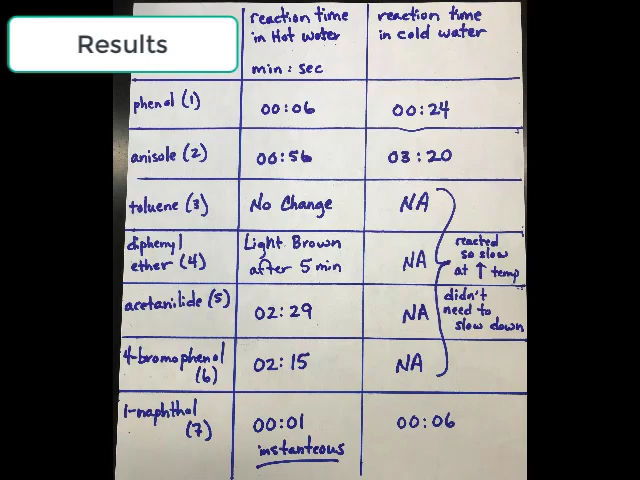 Results
reaction time
in Hot water
min : sec
reaction time
in cold water
phenol (1)
00:06
00:24
anisole (2)
00:56
03:20
toluene (3)
No Change
NA
diphenyl
ether (4)
Light Brown
after 5 min
NA
reacted
so slow
at ↑ temp
didn't
need to
slow down
acetanilide (5)
02:29
NA
4-bromophenol
(6)
02:15
NA
1-naphthol
(7)
00:01
instanteous
00:06